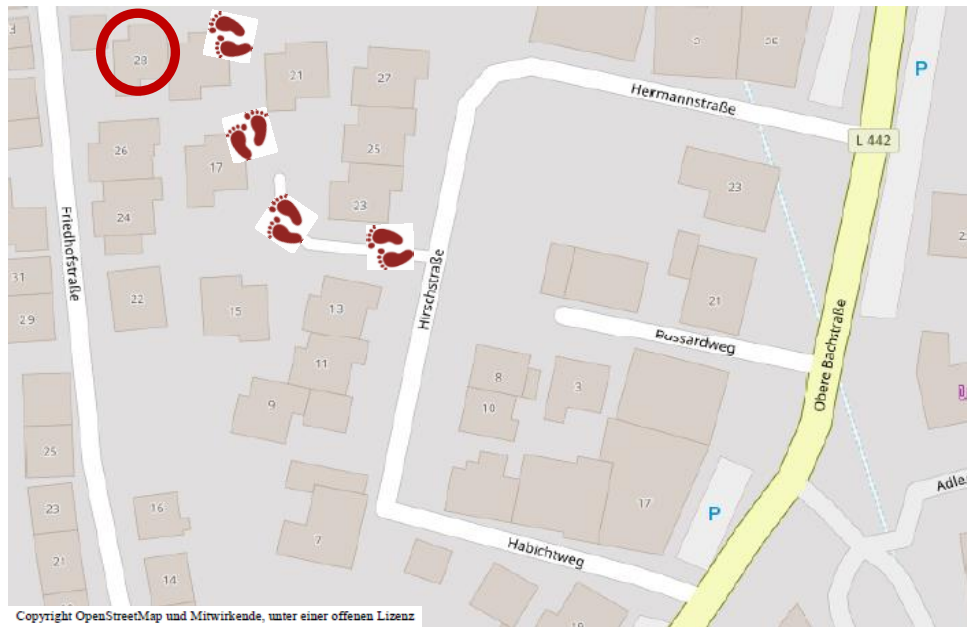 28
P
21
27
Hermannstraße
L 442
26
17
25
23
24
23
Friedhofstraße
31
22
29
15
13
Hirschstraße
21
Bussardweg
Obere Bachstraße
11
8
3
9
10
25
23
16
17
P
7
Habichtweg
21
14
Copyright OpenStreetMap und Mitwirkende, unter einer offenen Lizenz